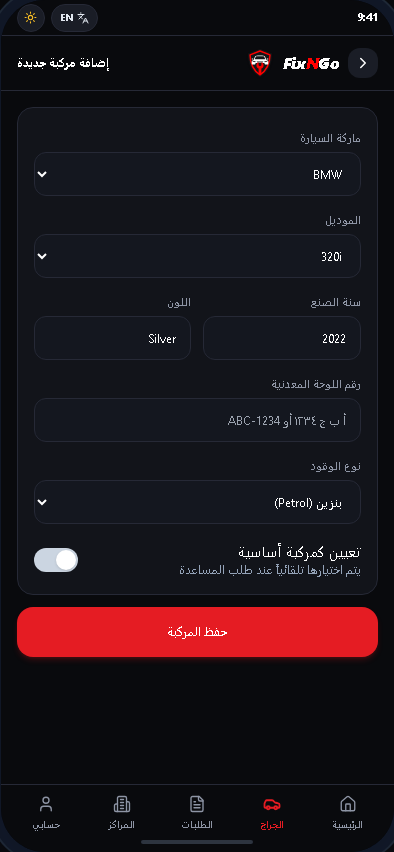 9:41
EN
FixNGo
إضافة مركبة جديدة
ماركة السيارة
BMW
الموديل
320i
سنة الصنع
اللون
2022
Silver
رقم اللوحة المعدنية
أ ب ج ١٢٣٤ أو ABC-1234
نوع الوقود
بنزين (Petrol)
تعيين كمركبة أساسية
يتم اختيارها تلقائياً عند طلب المساعدة
حفظ المركبة
الرئيسية
الجراج
الطلبات
المراكز
حسابي